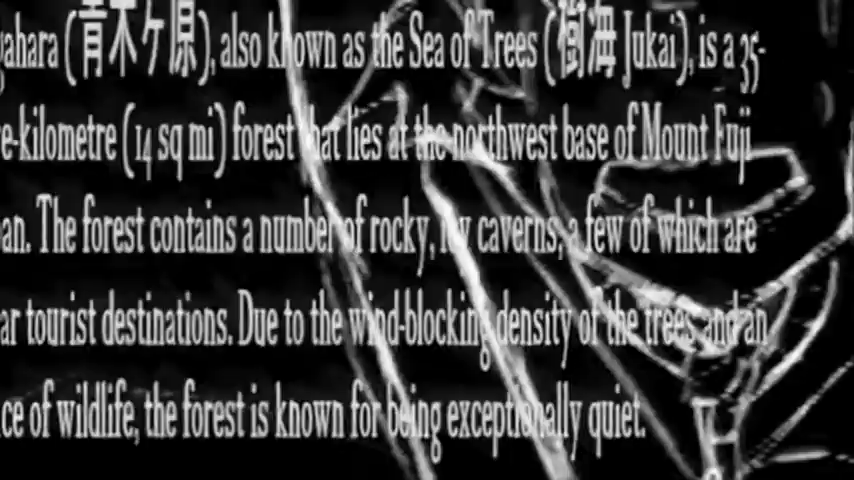 gahara (青木ケ原), also known as the Sea of Trees (樹海 Jukai), is a 35-
e-kilometre (14 sq mi) forest that lies at the northwest base of Mount Fuji
an. The forest contains a number of rocky, icy caverns, a few of which are
ar tourist destinations. Due to the wind-blocking density of the trees and an
ce of wildlife, the forest is known for being exceptionally quiet.